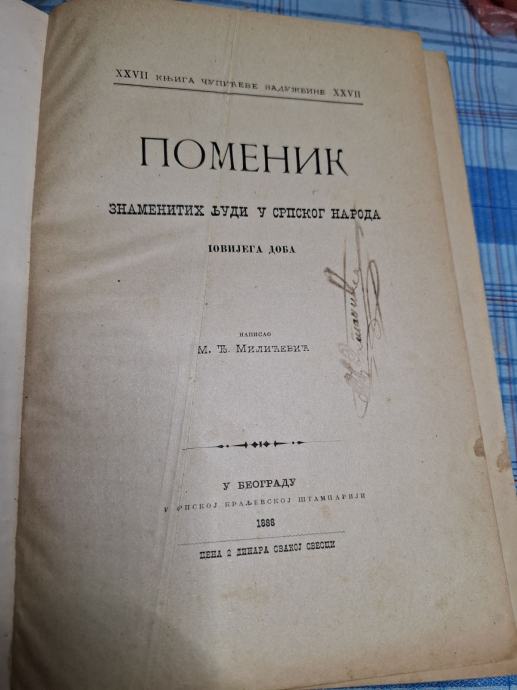 XXVII КЊИГА ЧУПИЋЕВЕ ЗАДУЖБИНЕ XXVII
ПОМЕНИК
ЗНАМЕНИТИХ ЉУДИ У СРПСКОГ НАРОДА
НОВИЈЕГА ДОБА
НАПИСАО
М. Ђ. МИЛИЋЕВИЋ
У БЕОГРАДУ
У СРПСКОЈ КРАЉЕВСКОЈ ШТАМПАРИЈИ
1888
ЦЕНА 2 ДИНАРА СВАКОЈ СВЕСЦИ